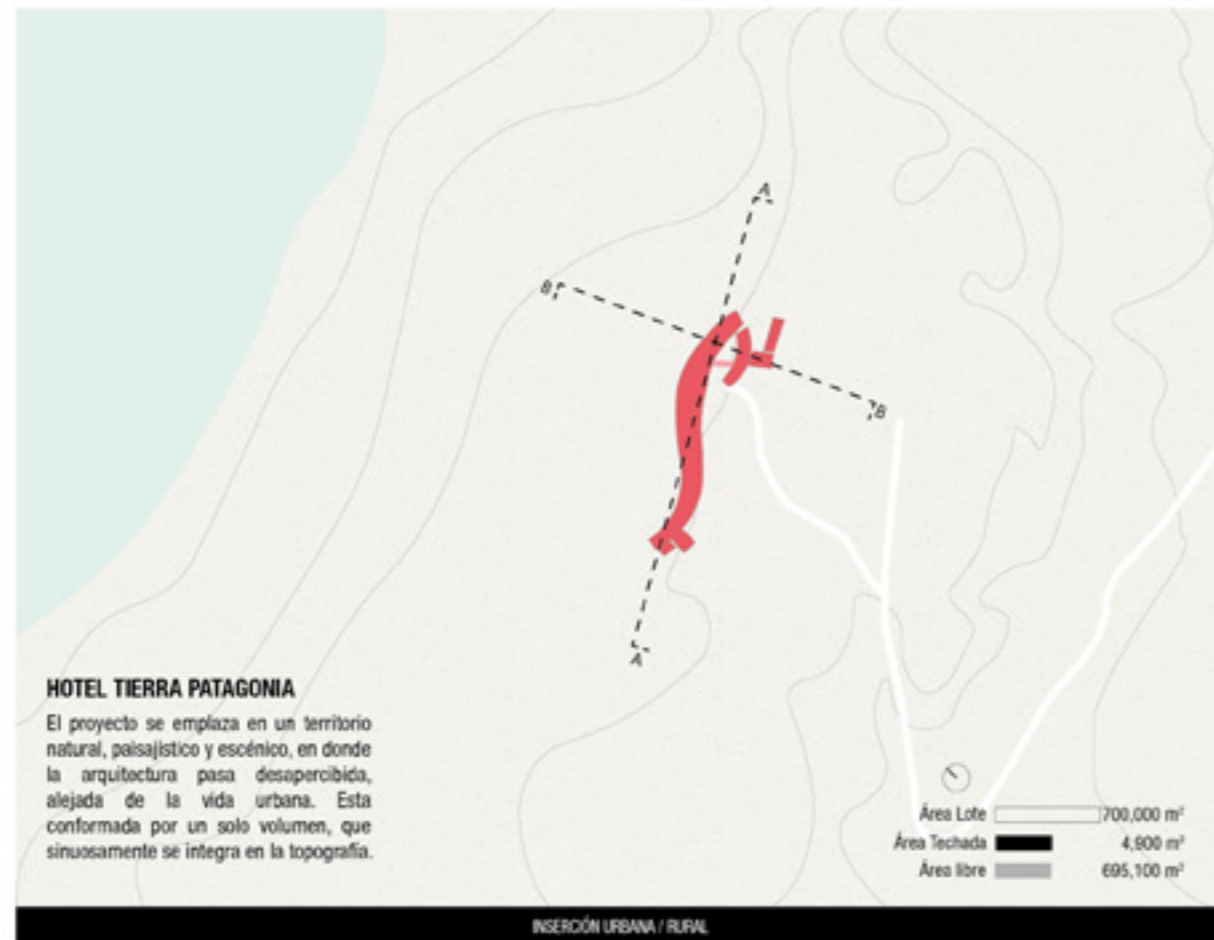 A
B
B
A
HOTEL TIERRA PATAGONIA
El proyecto se emplaza en un territorio
natural, paisajístico y escénico, en donde
la arquitectura pasa desapercibida,
alejada de la vida urbana. Esta
conformada por un solo volumen, que
sinuosamente se integra en la topografía.
Área Lote 700,000 m²
Área Techada 4,900 m²
Área libre 695,100 m²
INSERCIÓN URBANA / RURAL